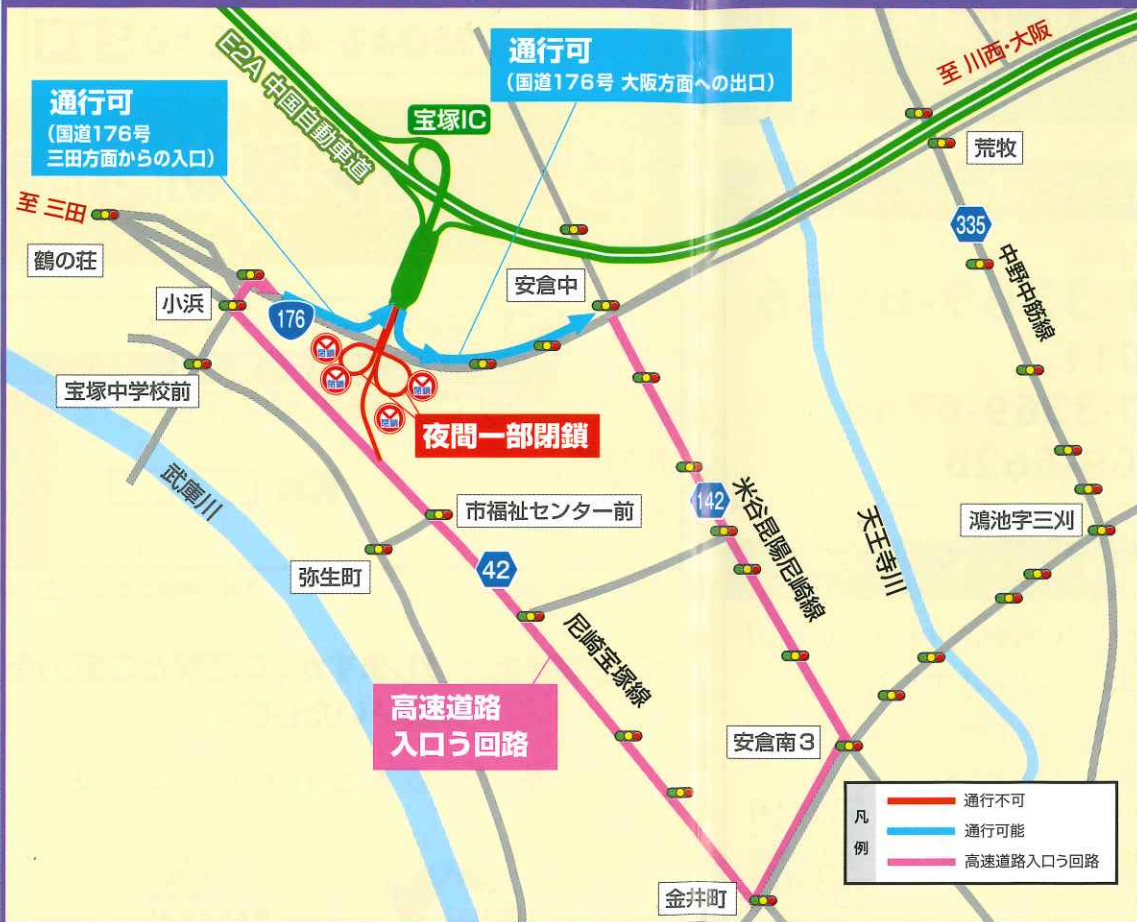 E2A 中国自動車道
通行可
(国道176号 大阪方面への出口)
至 川西・大阪
通行可
(国道176号
三田方面からの入口)
宝塚IC
荒牧
至 三田
335
鶴の荘
中野中筋線
安倉中
小浜
176
閉鎖
閉鎖
閉鎖
閉鎖
宝塚中学校前
夜間一部閉鎖
武庫川
米谷昆陽尼崎線
142
市福祉センター前
天王寺川
鴻池字三刈
弥生町
42
尼崎宝塚線
高速道路
入口う回路
安倉南3
凡例
通行不可
通行可能
高速道路入口う回路
金井町